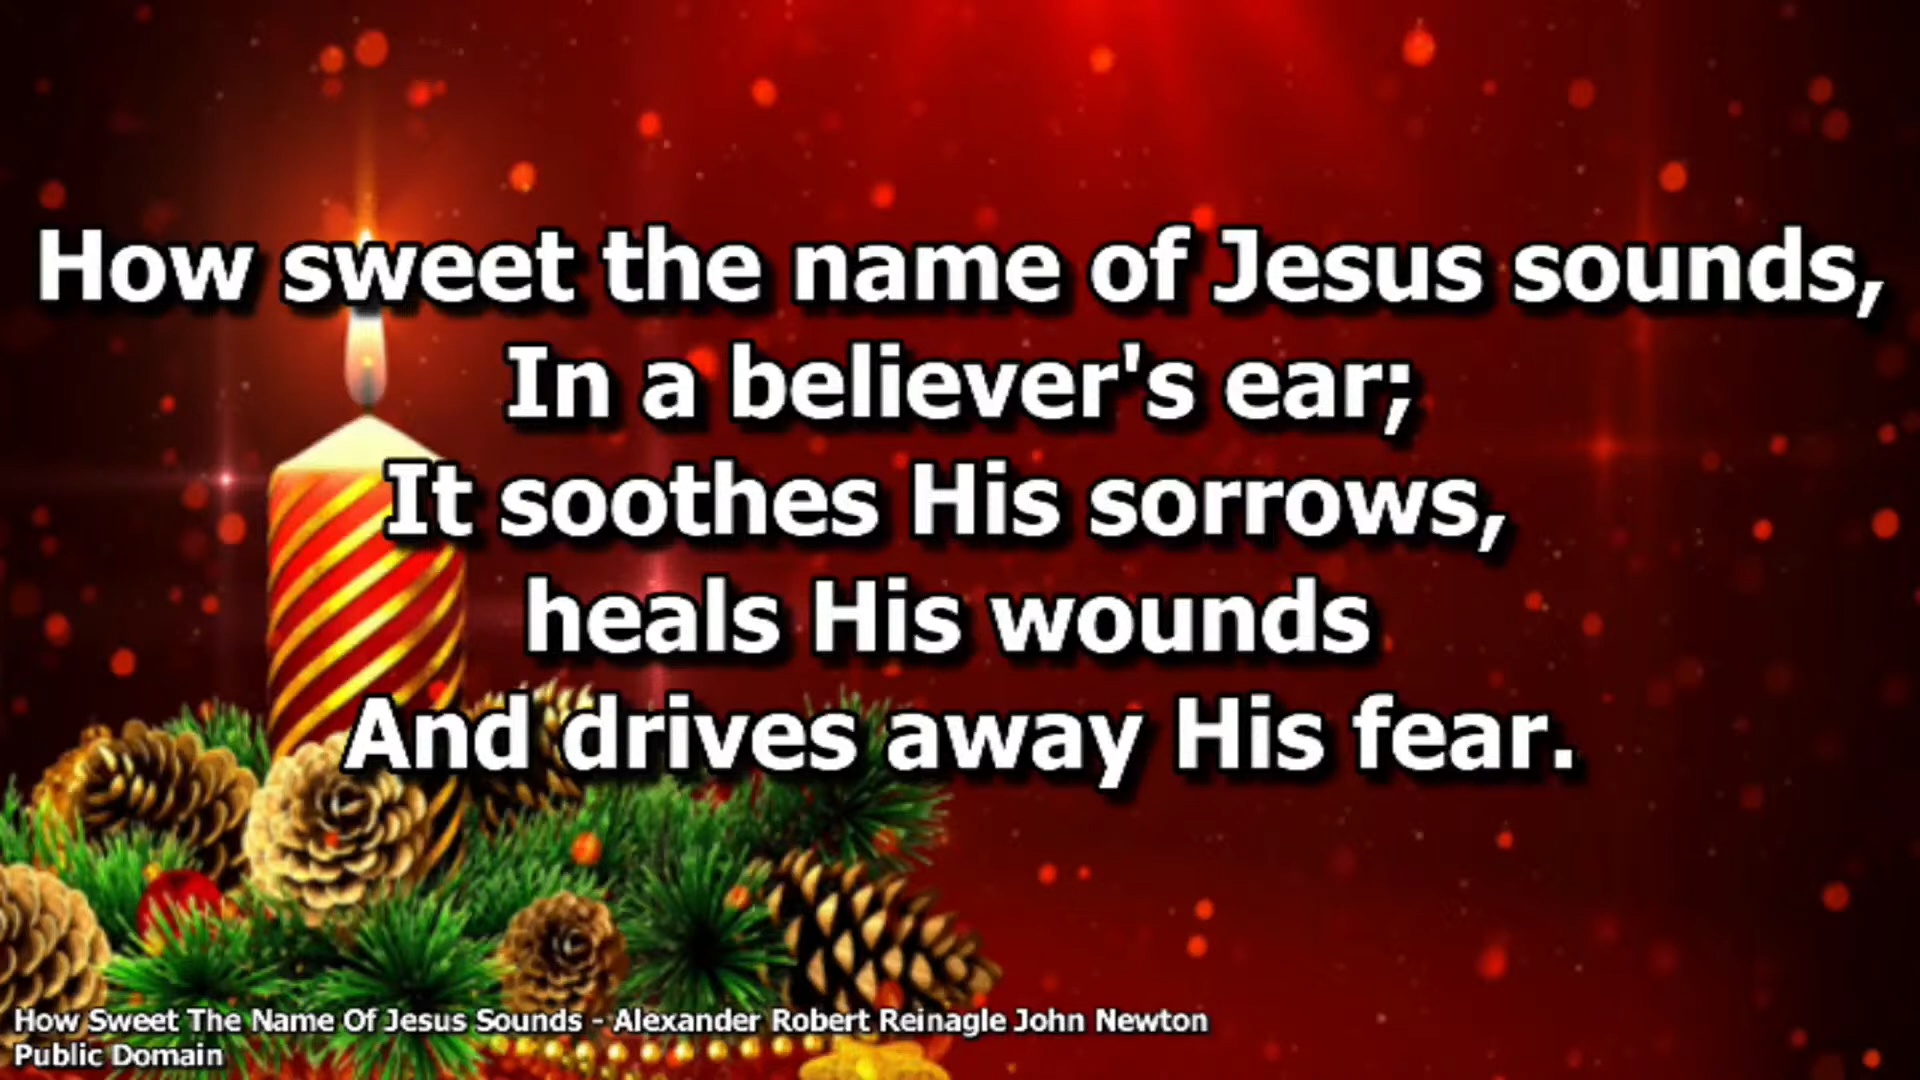 How sweet the name of Jesus sounds,
In a believer's ear;
It soothes His sorrows,
heals His wounds
And drives away His fear.
How Sweet The Name Of Jesus Sounds - Alexander Robert Reinagle John Newton
Public Domain